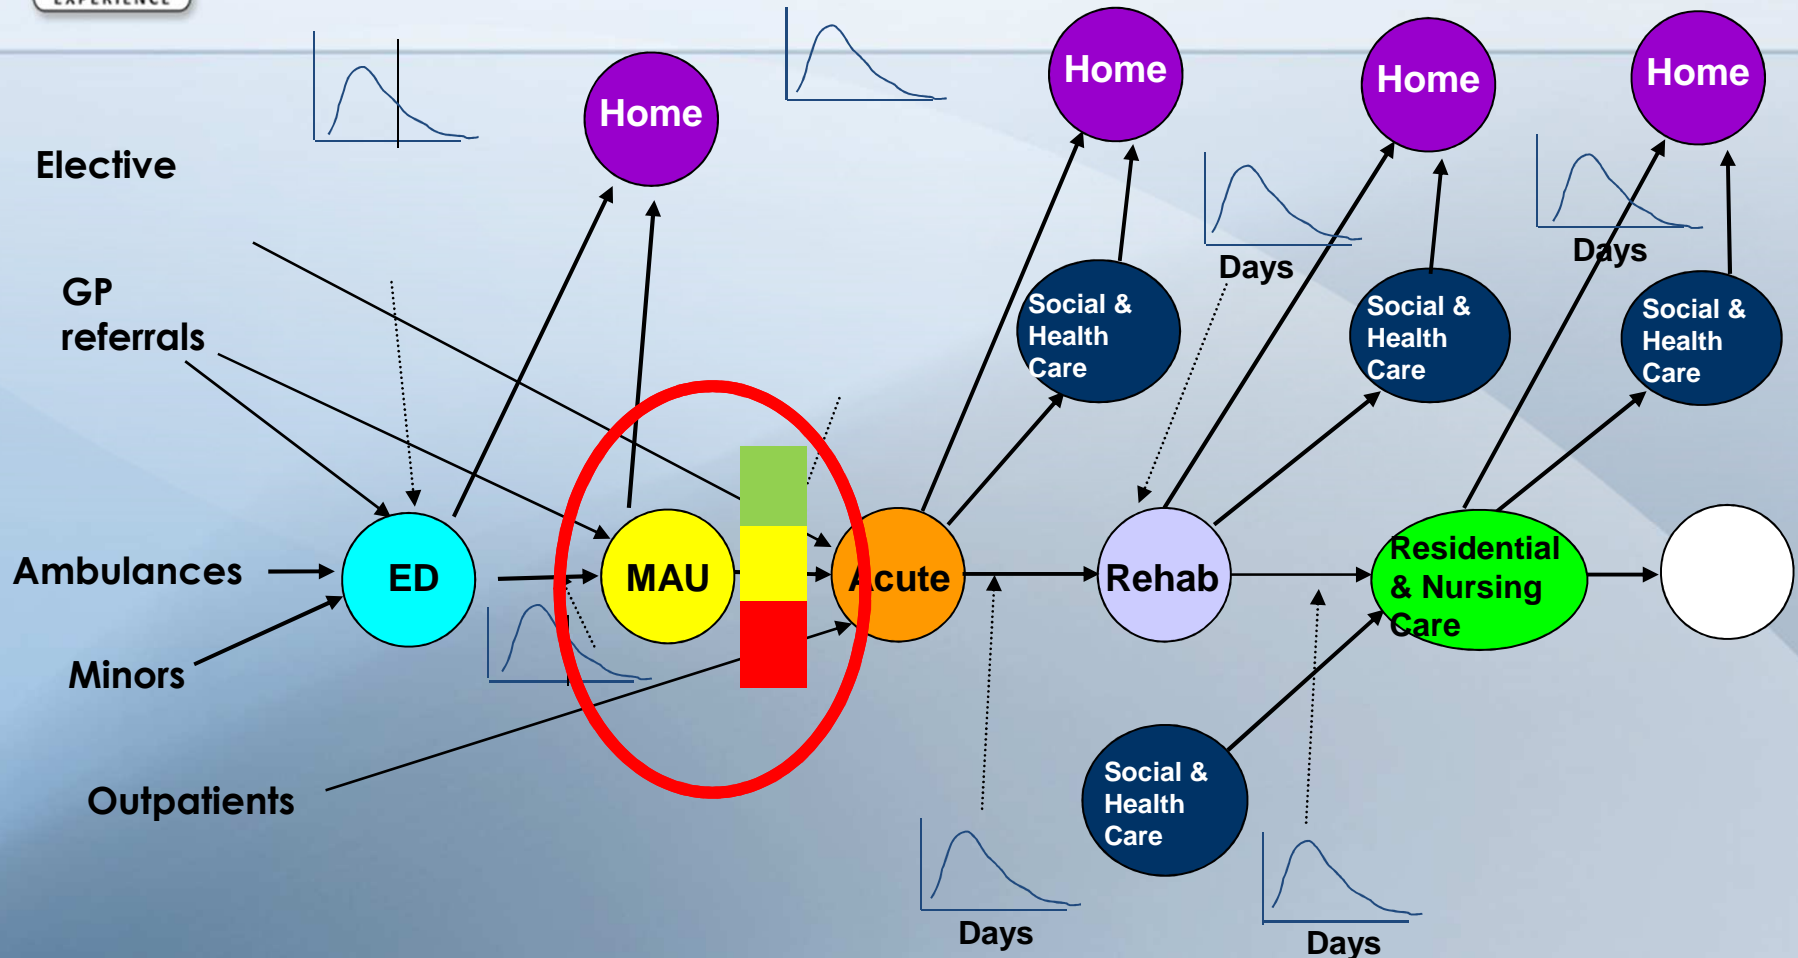 EXPERIENCE
Home
Home
Home
Home
Elective
Days
Days
GP
referrals
Social &
Health
Care
Social &
Health
Care
Social &
Health
Care
Ambulances
ED
MAU
Acute
Rehab
Residential
& Nursing
Care
Minors
Outpatients
Social &
Health
Care
Days
Days